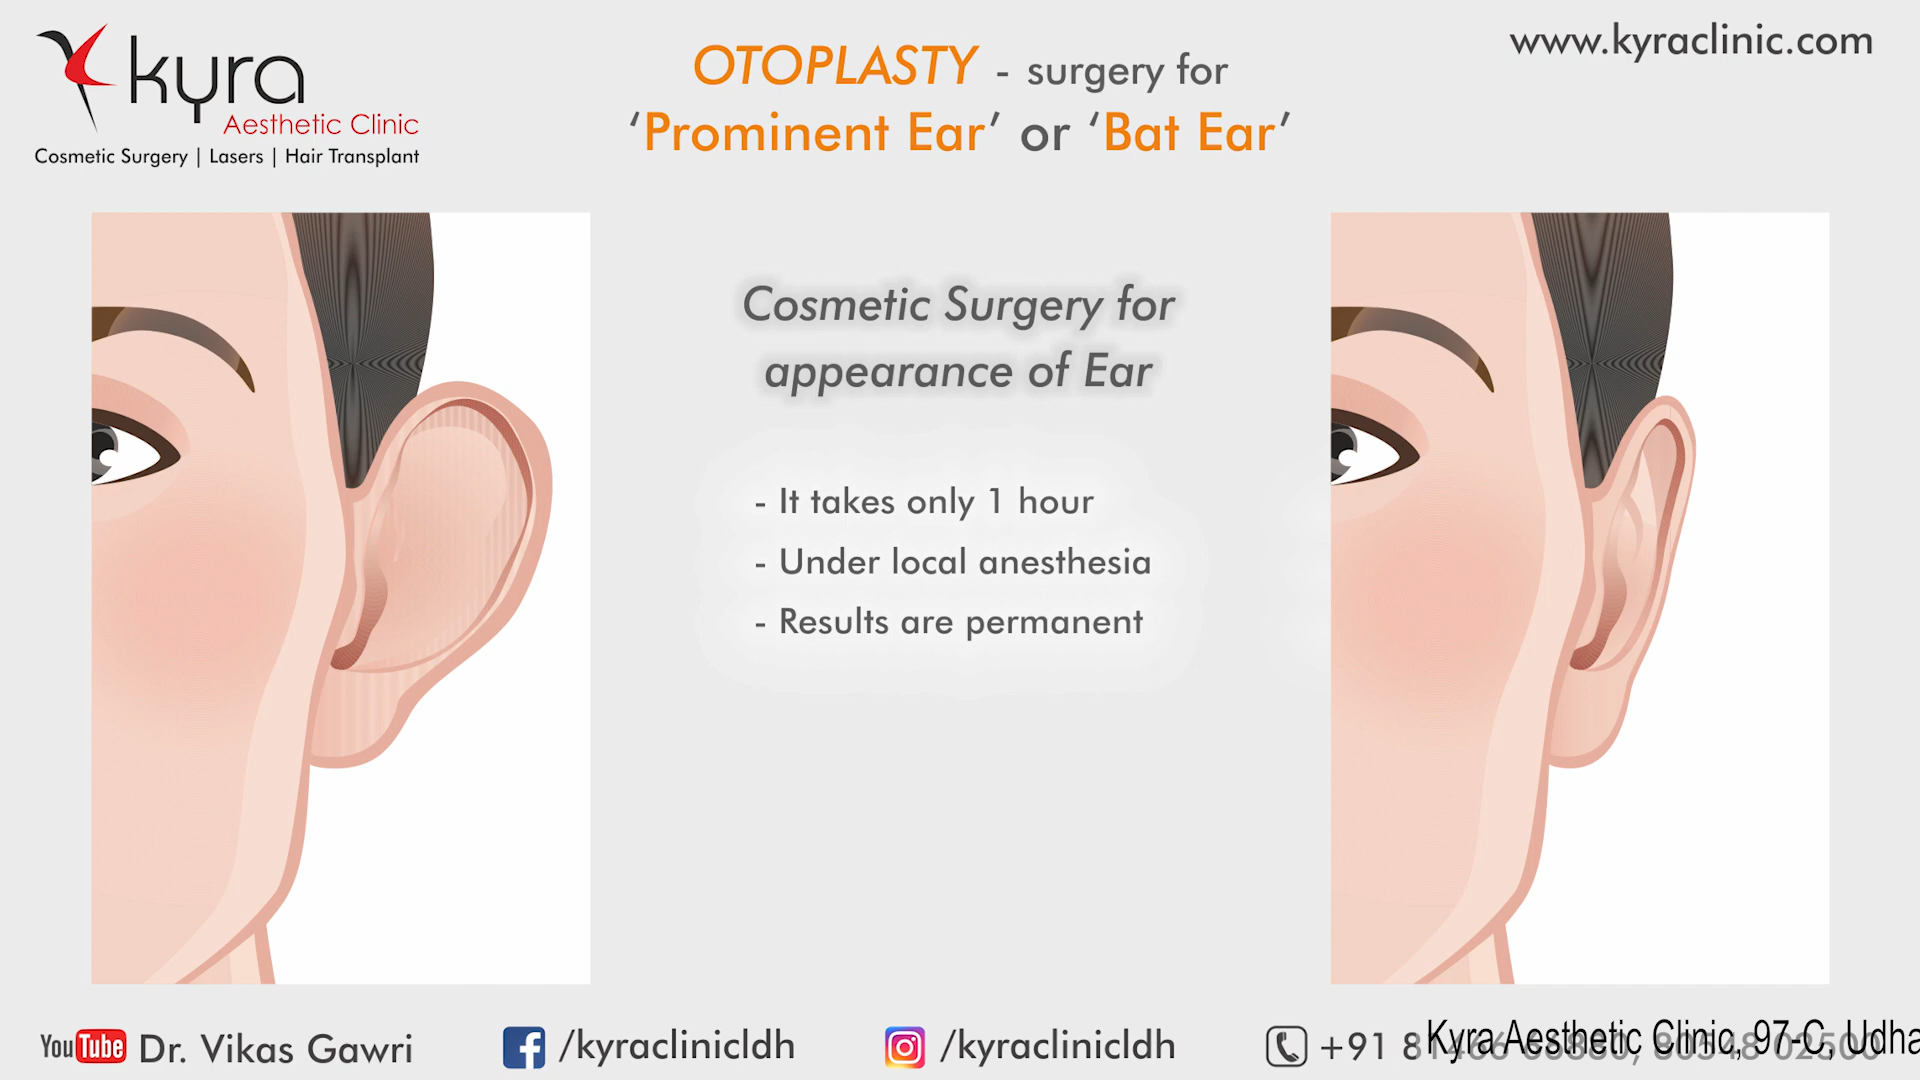 kyra
Aesthetic Clinic
Cosmetic Surgery | Lasers | Hair Transplant
OTOPLASTY - surgery for
‘Prominent Ear’ or ‘Bat Ear’
www.kyraclinic.com
Cosmetic Surgery for
appearance of Ear
- It takes only 1 hour
- Under local anesthesia
- Results are permanent
YouTube Dr. Vikas Gawri
/kyraclinicldh
/kyraclinicldh
+91 8
Kyra Aesthetic Clinic, 97-C, Udha